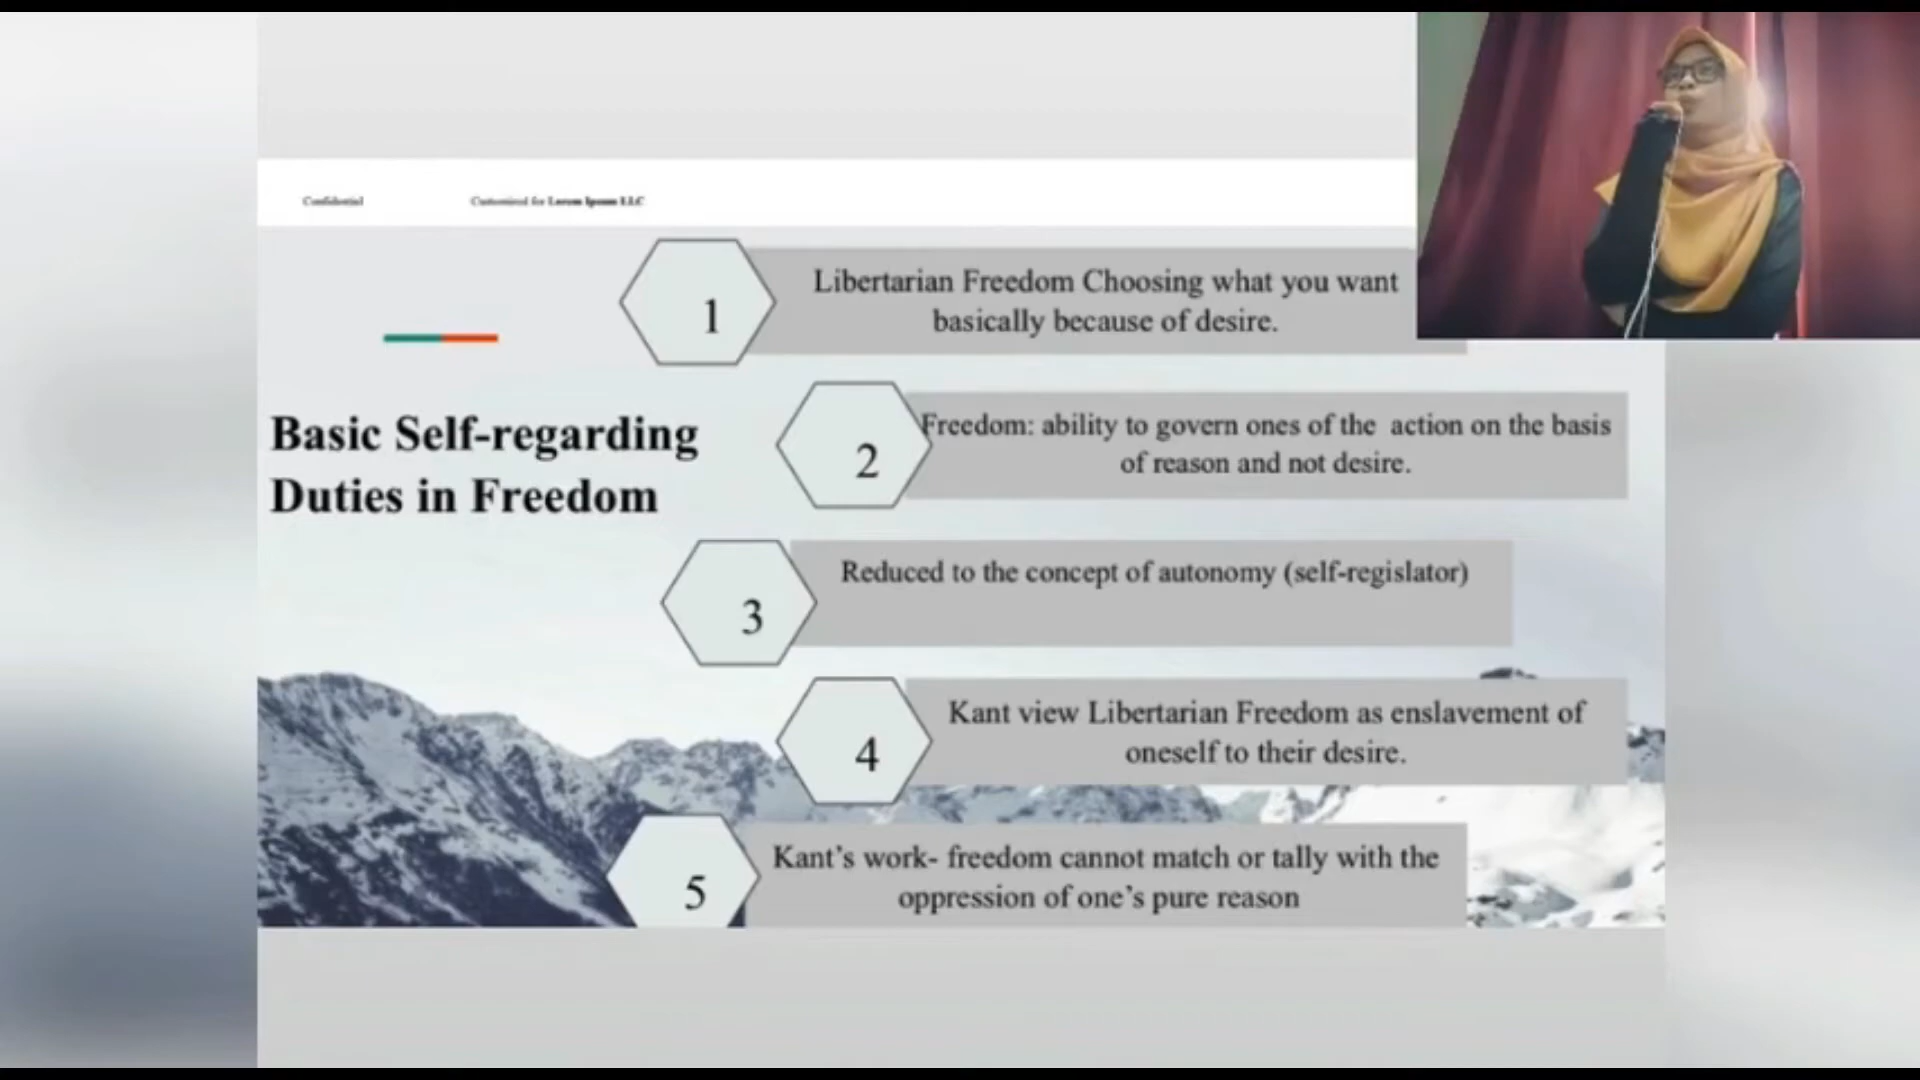 Confidential
Customized for Lorem Ipsum LLC
Basic Self-regarding
Duties in Freedom
1
Libertarian Freedom Choosing what you want
basically because of desire.
2
Freedom: ability to govern ones of the action on the basis
of reason and not desire.
3
Reduced to the concept of autonomy (self-regislator)
4
Kant view Libertarian Freedom as enslavement of
oneself to their desire.
5
Kant’s work- freedom cannot match or tally with the
oppression of one’s pure reason